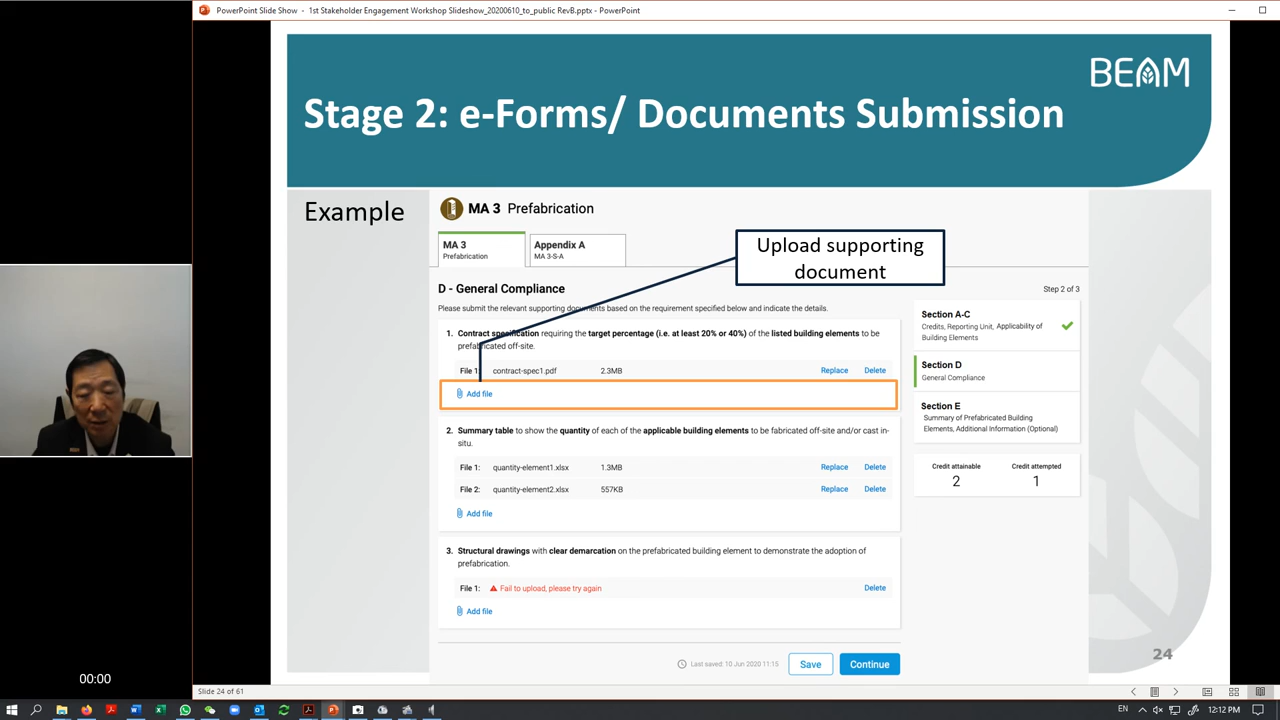 PowerPoint Slide Show - 1st Stakeholder Engagement Workshop Slideshow_20200610_to_public RevB.pptx - PowerPoint
BEAM
Stage 2: e-Forms/ Documents Submission
Example
MA 3 Prefabrication
MA 3
Prefabrication
Appendix A
MA 3-S-A
Upload supporting
document
D - General Compliance
Step 2 of 3
Please submit the relevant supporting documents based on the requirement specified below and indicate the details.
1. Contract specification requiring the target percentage (i.e. at least 20% or 40%) of the listed building elements to be
prefabricated off-site.
File 1: contract-spec1.pdf 2.3MB Replace Delete
Add file
2. Summary table to show the quantity of each of the applicable building elements to be fabricated off-site and/or cast in-
situ.
File 1: quantity-element1.xlsx 1.3MB Replace Delete
File 2: quantity-element2.xlsx 557KB Replace Delete
Add file
3. Structural drawings with clear demarcation on the prefabricated building element to demonstrate the adoption of
prefabrication.
File 1: Fail to upload, please try again Delete
Add file
Section A-C
Credits, Reporting Unit, Applicability of
Building Elements
Section D
General Compliance
Section E
Summary of Prefabricated Building
Elements, Additional Information (Optional)
Credit attainable Credit attempted
2 1
Last saved: 10 Jun 2020 11:15 Save Continue
24
00:00
Slide 24 of 61
EN 12:12 PM